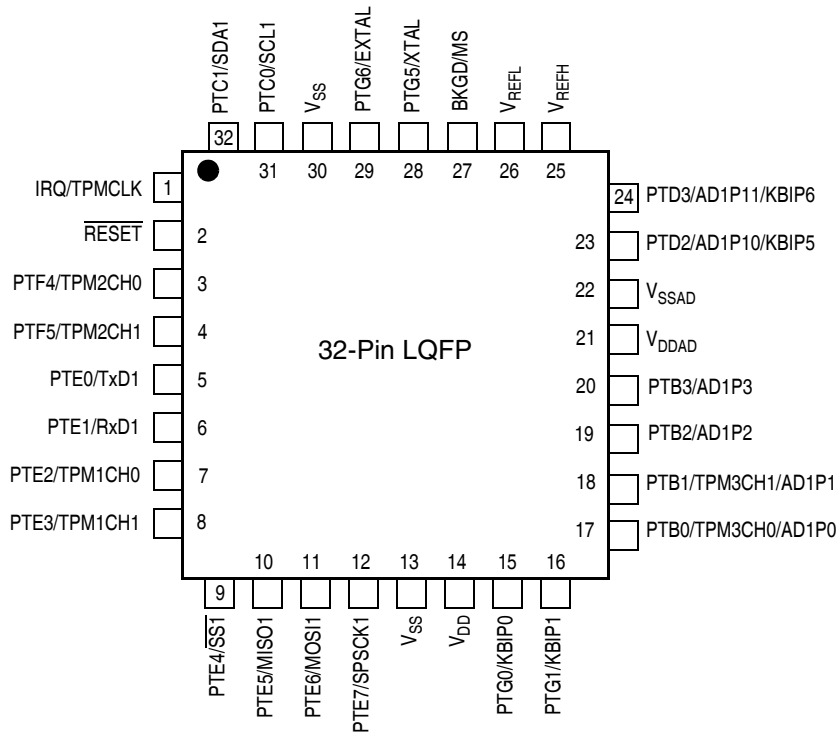 PTC1/SDA1
PTC0/SCL1
VSS
PTG6/EXTAL
PTG5/XTAL
BKGD/MS
VREFL
VREFH
32
31
30
29
28
27
26
25
IRQ/TPMCLK 1
RESET 2
PTF4/TPM2CH0 3
PTF5/TPM2CH1 4
PTE0/TxD1 5
PTE1/RxD1 6
PTE2/TPM1CH0 7
PTE3/TPM1CH1 8
32-Pin LQFP
24 PTD3/AD1P11/KBIP6
23 PTD2/AD1P10/KBIP5
22 VSSAD
21 VDDAD
20 PTB3/AD1P3
19 PTB2/AD1P2
18 PTB1/TPM3CH1/AD1P1
17 PTB0/TPM3CH0/AD1P0
9
10
11
12
13
14
15
16
PTE4/SS1
PTE5/MISO1
PTE6/MOSI1
PTE7/SPSCK1
VSS
VDD
PTG0/KBIP0
PTG1/KBIP1